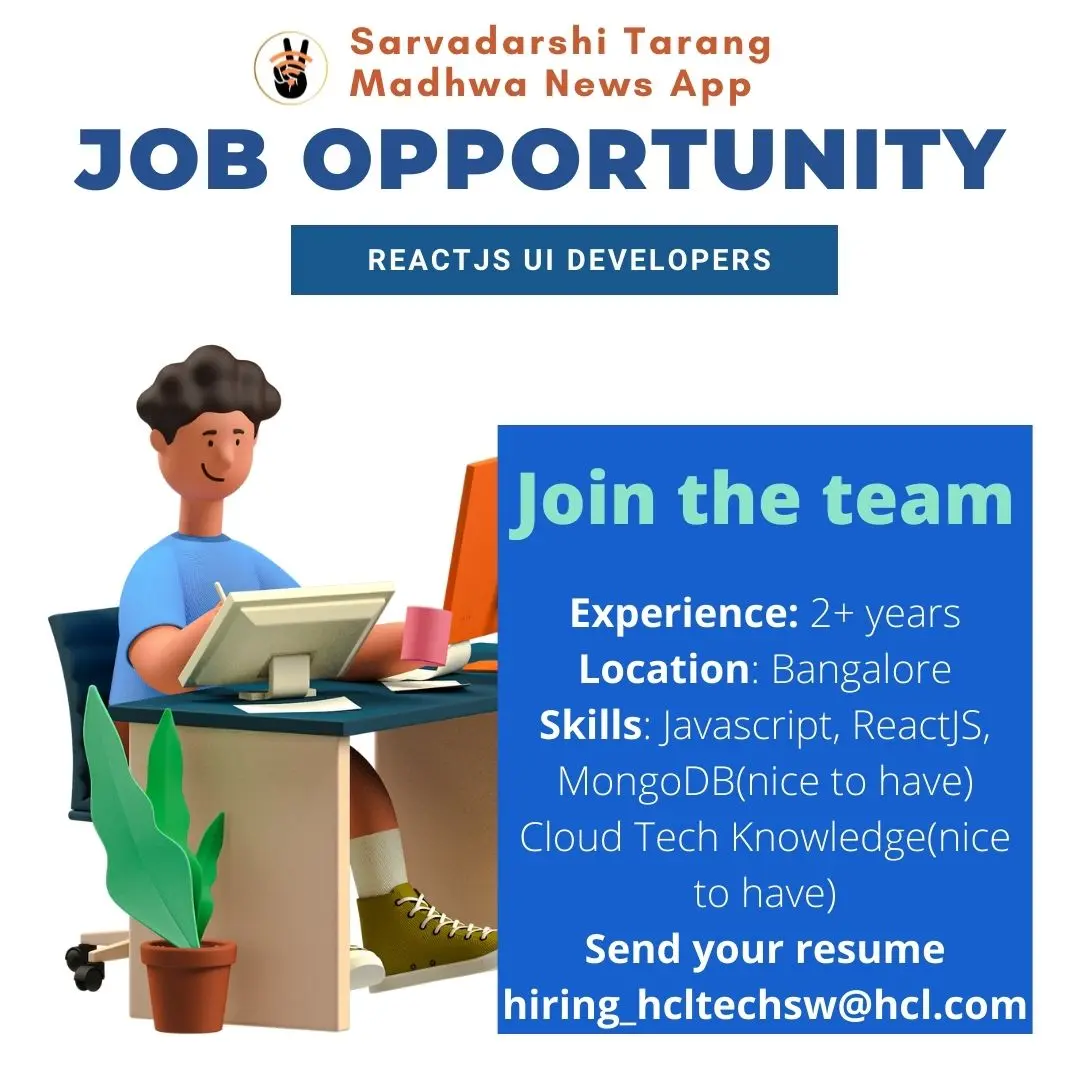 Sarvadarshi Tarang
Madhwa News App
JOB OPPORTUNITY
REACTJS UI DEVELOPERS
Join the team
Experience: 2+ years
Location: Bangalore
Skills: Javascript, ReactJS,
MongoDB(nice to have)
Cloud Tech Knowledge(nice
to have)
Send your resume
hiring_hcltechsw@hcl.com